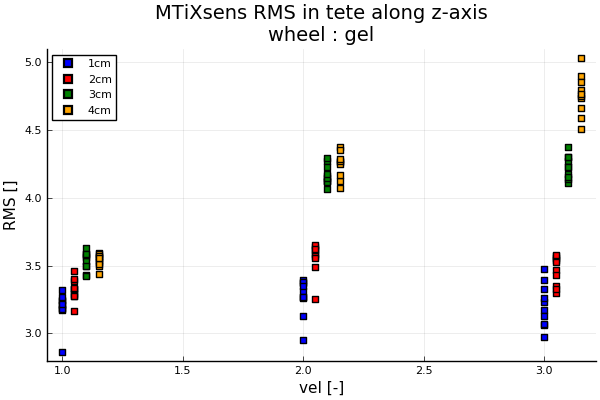 MTiXsens RMS in tete along z-axis
wheel : gel
1cm
2cm
3cm
4cm
RMS []
5.0
4.5
4.0
3.5
3.0
1.0
1.5
2.0
2.5
3.0
vel [-]